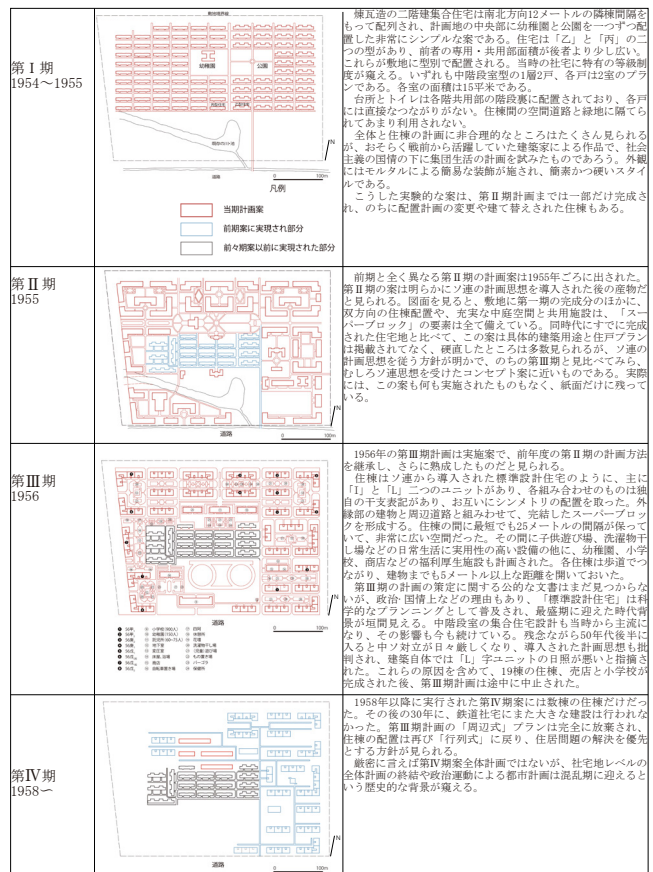 第Ⅰ期
1954〜1955
敷地境界線
幼稚園
公園
道路
N
0 100m
凡例
当期計画案
前期案に実現され部分
前々期案以前に実現された部分
煉瓦造の二階建集合住宅は南北方向12メートルの隣棟間隔を
もって配列され、計画地の中央部に幼稚園と公園を一つずつ配
置した非常にシンプルな案である。住宅は「乙」と「丙」の二
つの型があり、前者の専用・共用部面積が後者より少し広い。
これらが敷地に型別で配置される。当時の社宅に特有の等級制
度が窺える。いずれも中階段室型の1層2戸、各戸は2室のプラ
ンである。各室の面積は15平米である。
台所とトイレは各階共用部の階段裏に配置されており、各戸
には直接なつながりがない。住棟間の空間道路と緑地に隔てら
れてあまり利用されない。
全体と住棟の計画に非合理的なところはたくさん見られる
が、おそらく戦前から活躍していた建築家による作品で、社会
主義の国情の下に集団生活の計画を試みたものであろう。外観
にはモルタルによる簡易な装飾が施され、簡素かつ硬いスタイ
ルである。
こうした実験的な案は、第Ⅱ期計画までは一部だけ完成さ
れ、のちに配置計画の変更や建て替えされた住棟もある。
第Ⅱ期
1955
道路
N
0 100m
前期と全く異なる第Ⅱ期の計画案は1955年ごろに出された。
第Ⅱ期の案は明らかにソ連の計画思想を導入された後の産物だ
と見られる。図面を見ると、敷地に第一期の完成分のほかに、
双方向の住棟配置や、充実な中庭空間と共用施設は、「スー
パーブロック」の要素は全て備えている。同時代にすでに完成
された住宅地と比べて、この案は具体的建築用途と住戸プラン
は掲載されてなく、硬直したところは多数見られるが、ソ連の
計画思想を従う方針が明かで、のちの第Ⅲ期と見比べてみら、
むしろソ連思想を受けたコンセプト案に近いものである。実際
には、この案も何も実施されたものもなく、紙面だけに残って
いる。
第Ⅲ期
1956
道路
N
0 100m
1956年の第Ⅲ期計画は実施案で、前年度の第Ⅱの計画方法
を継承し、さらに熟成したものだと見られる。
住棟はソ連から導入された標準設計住宅のように、主に
「I」と「L」二つのユニットがあり、各組み合わせのものは独
自の干支表記があり、お互いにシンメトリの配置を取った。外
縁部の建物と周辺道路と組みわせて、完結したスーパーブロッ
クを形成する。住棟の間に最短でも25メートルの間隔が保って
いて、非常に広い空間だった。その間に子供遊び場、洗濯物干
し場などの日常生活に実用性の高い設備の他に、幼稚園、小学
校、商店などの福利厚生施設も計画された。各住棟は歩道でつ
ながり、建物までも5メートル以上な距離を開いておいた。
第Ⅲ期の計画の策定に関する公的な文書はまだ見つからな
いが、政治・国情上などの理由もあり、「標準設計住宅」は科
学的なプランニングとして普及され、最盛期に迎えた時代背
景が垣間見える。中階段室の集合住宅設計も当時から主流に
なり、その影響も今も続けている。残念ながら50年代後半に
入ると中ソ対立が日々厳しくなり、導入された計画思想も批
判され、建築自体では「L」字ユニットの日照が悪いと指摘さ
れた。これらの原因を含めて、19棟の住棟、売店と小学校が
完成された後、第Ⅲ期計画は途中に中止された。
第Ⅳ期
1958〜
道路
N
0 100m
1958年以降に実行された第Ⅳ期案には数棟の住棟だけだっ
た。その後の30年に、鉄道社宅にまた大きな建設は行われな
かった。第Ⅲ期計画の「周辺式」プランは完全に放棄され、
住棟の配置は再び「行列式」に戻り、住居問題の解決を優先
とする方針が見られる。
厳密に言えば第Ⅳ期案全体計画ではないが、社宅地レベルの
全体計画の終結や政治運動による都市計画は混乱期に迎えると
いう歴史的な背景が窺える。